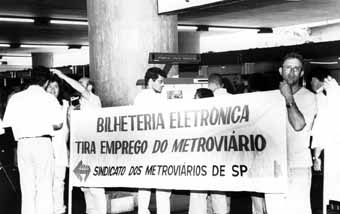 BILHETERIA ELETRÔNICA
TIRA EMPREGO DO METROVIÁRIO
SINDICATO DOS METROVIÁRIOS DE SP